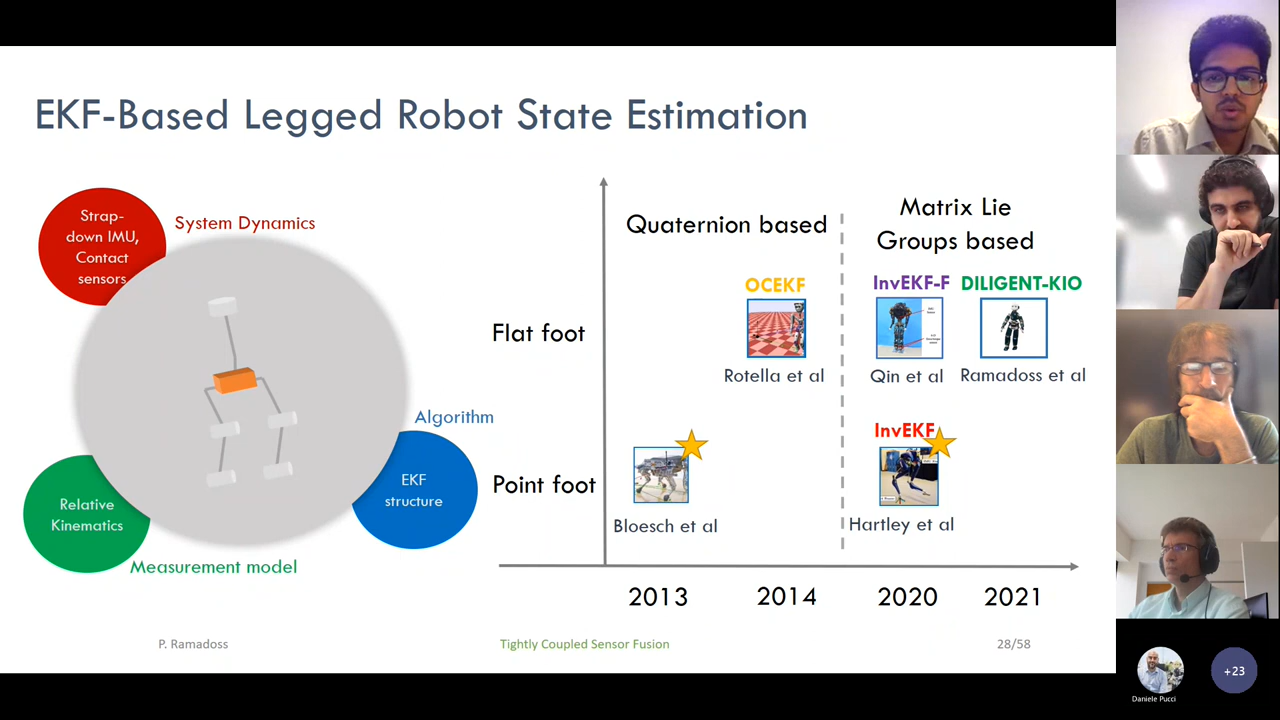 EKF-Based Legged Robot State Estimation
Strap-
down IMU,
Contact
sensors
System Dynamics
Algorithm
EKF
structure
Relative
Kinematics
Measurement model
Quaternion based
Matrix Lie
Groups based
OCEKF
InvEKF-F
DILIGENT-KIO
Flat foot
Rotella et al
Qin et al
Ramadoss et al
InvEKF
Point foot
Bloesch et al
Hartley et al
2013
2014
2020
2021
P. Ramadoss
Tightly Coupled Sensor Fusion
28/58
Daniele Pucci
+23